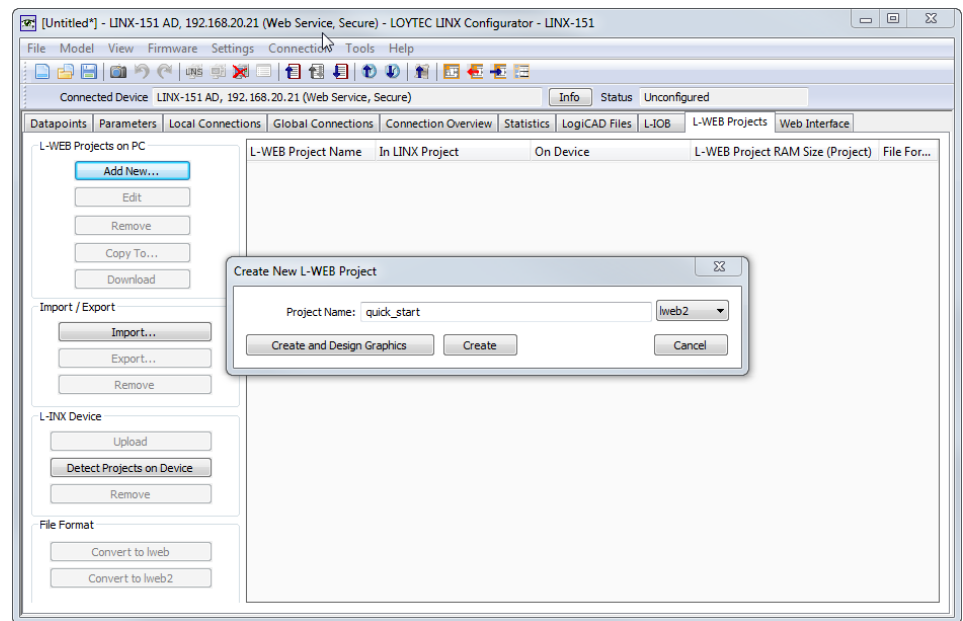 [Untitled*] - LINX-151 AD, 192.168.20.21 (Web Service, Secure) - LOYTEC LINX Configurator - LINX-151
File Model View Firmware Settings Connection Tools Help
UNS
Connected Device LINX-151 AD, 192.168.20.21 (Web Service, Secure) Info Status Unconfigured
Datapoints Parameters Local Connections Global Connections Connection Overview Statistics LogiCAD Files L-IOB L-WEB Projects Web Interface
L-WEB Projects on PC
Add New...
Edit
Remove
Copy To...
Download
Import / Export
Import...
Export...
Remove
L-INX Device
Upload
Detect Projects on Device
Remove
File Format
Convert to lweb
Convert to lweb2
L-WEB Project Name In LINX Project On Device L-WEB Project RAM Size (Project) File For...
Create New L-WEB Project
Project Name: quick_start lweb2
Create and Design Graphics Create Cancel